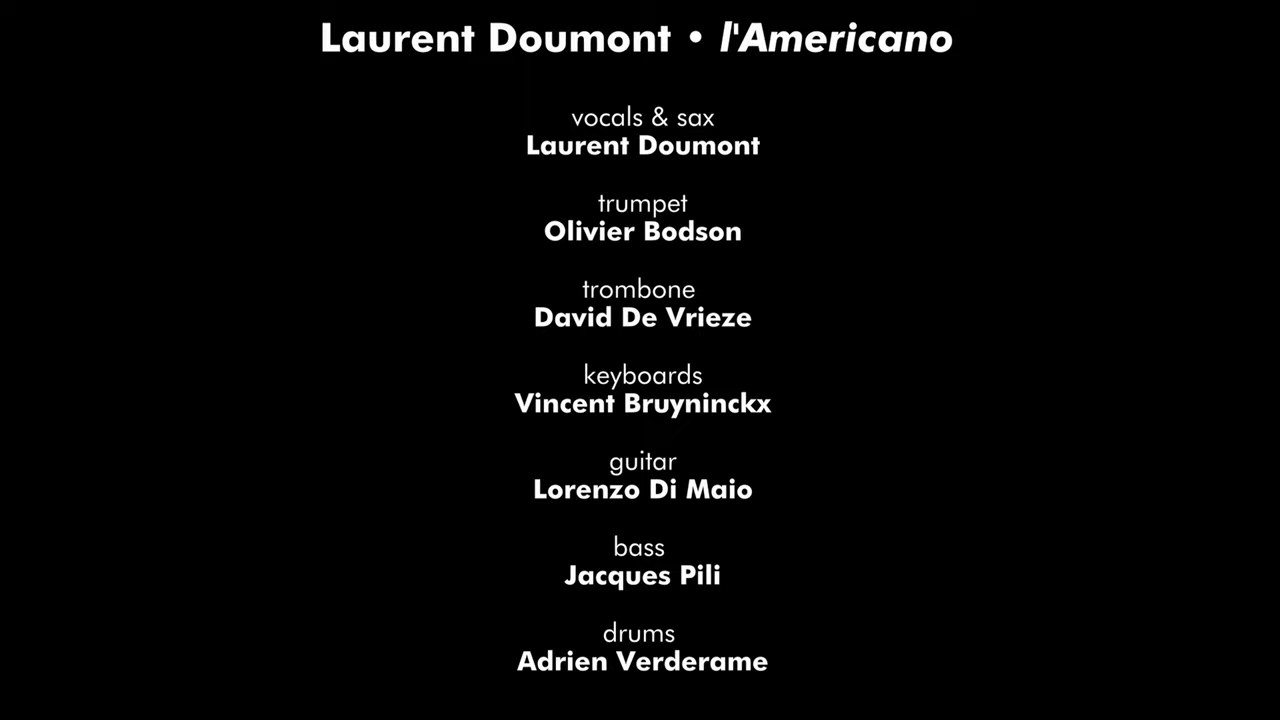 Laurent Doumont • l'Americano
vocals & sax
Laurent Doumont
trumpet
Olivier Bodson
trombone
David De Vrieze
keyboards
Vincent Bruyninckx
guitar
Lorenzo Di Maio
bass
Jacques Pili
drums
Adrien Verderame